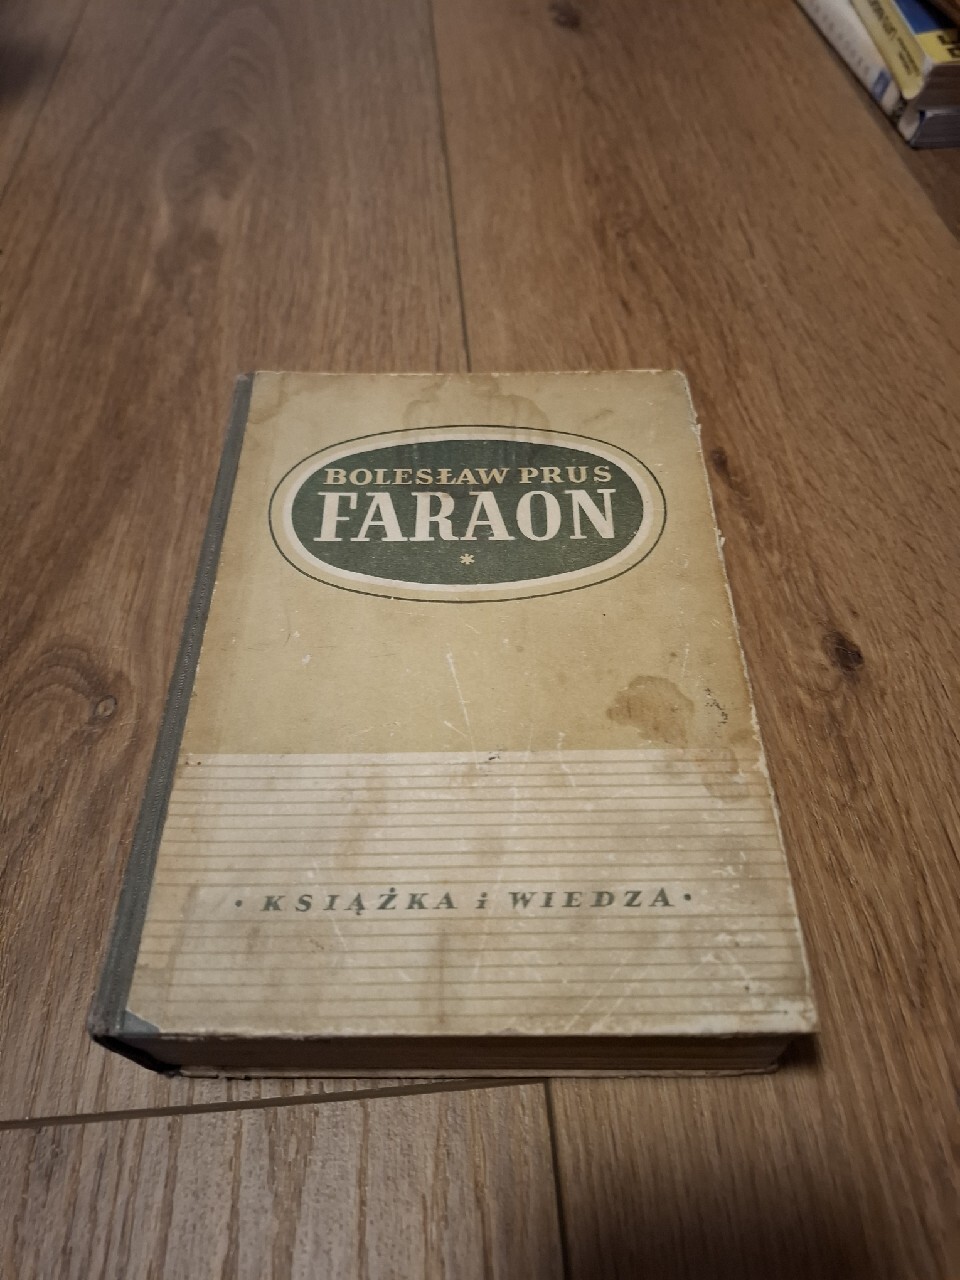 BOLESŁAW PRUS
FARAON
*
• KSIĄŻKA i WIEDZA •